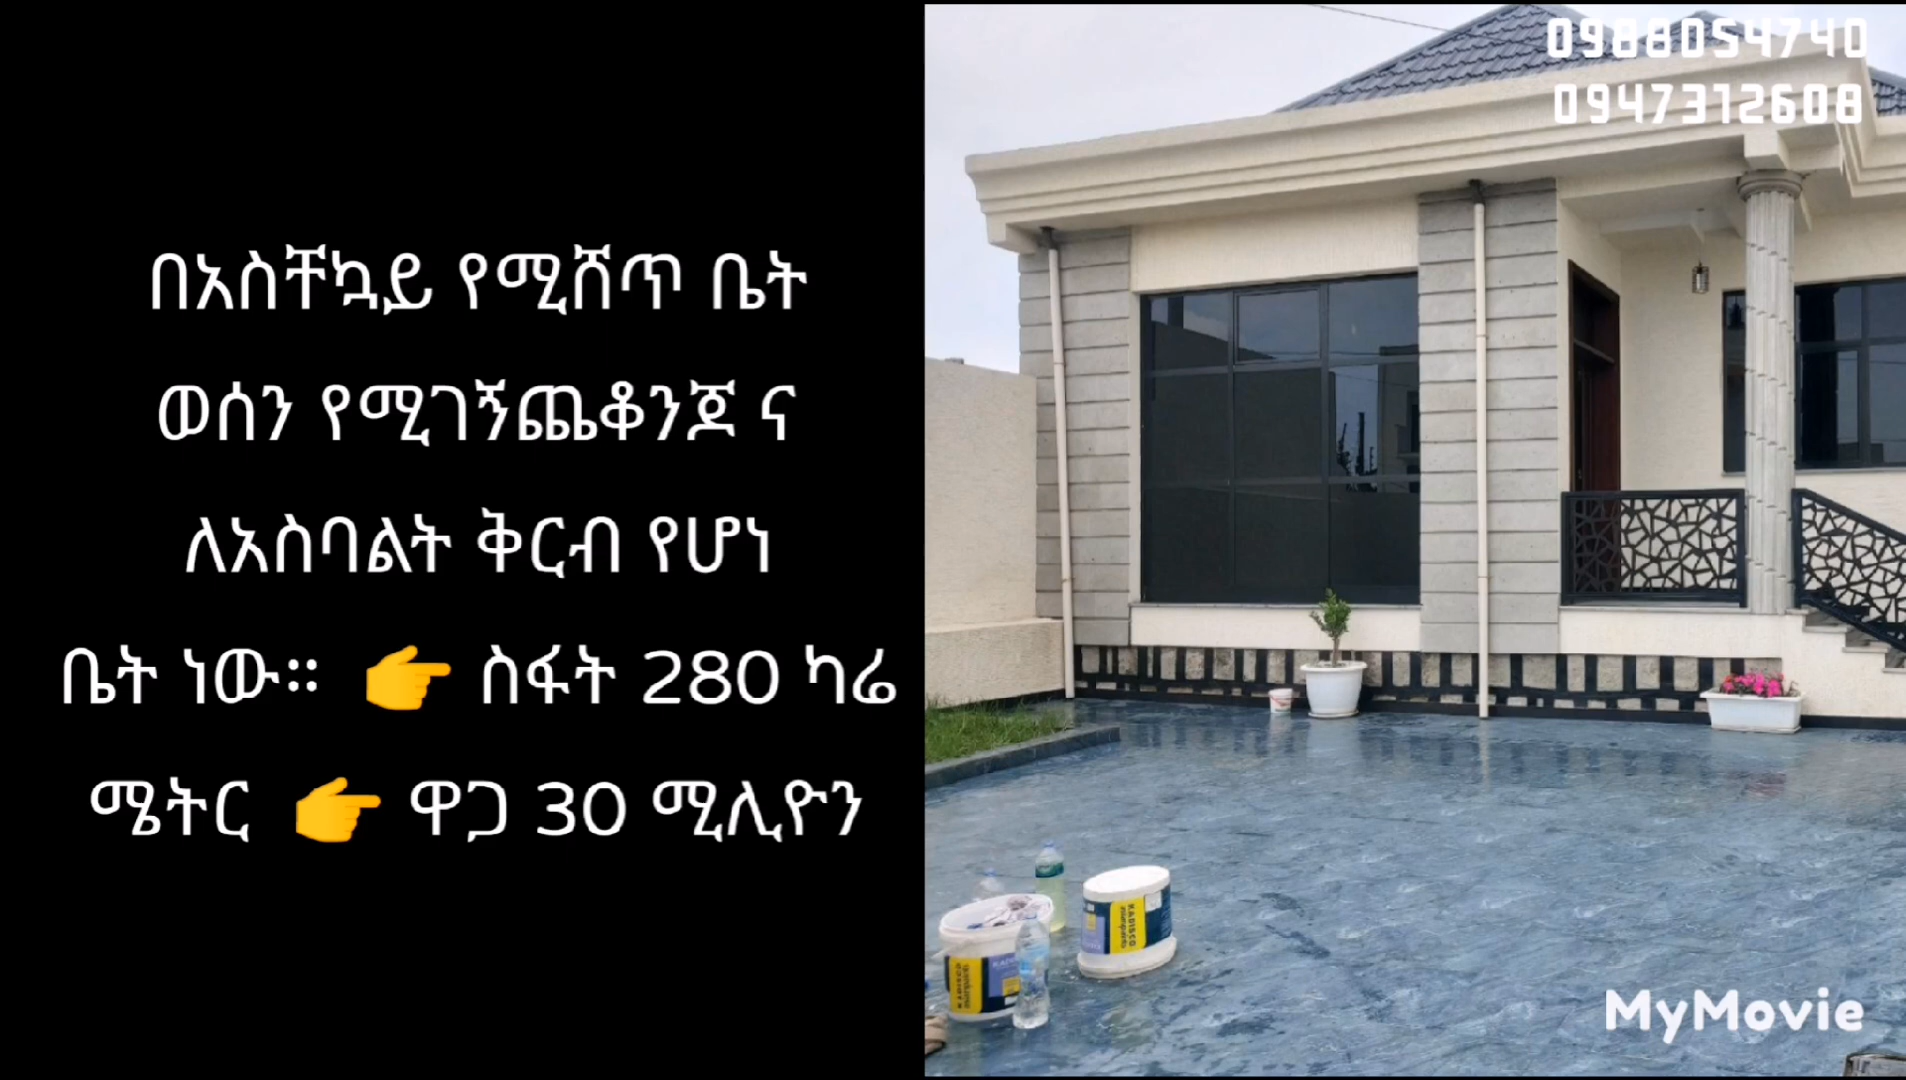 በአስቸኳይ የሚሸጥ ቤት
ወሰን የሚገኝጨቆንጆ ና
ለአስባልት ቅርብ የሆነ
ቤት ነው። 👉 ስፋት 280 ካሬ
ሜትር 👉 ዋጋ 30 ሚሊዮን
0988054740
0947312608
KADISCO
MyMovie